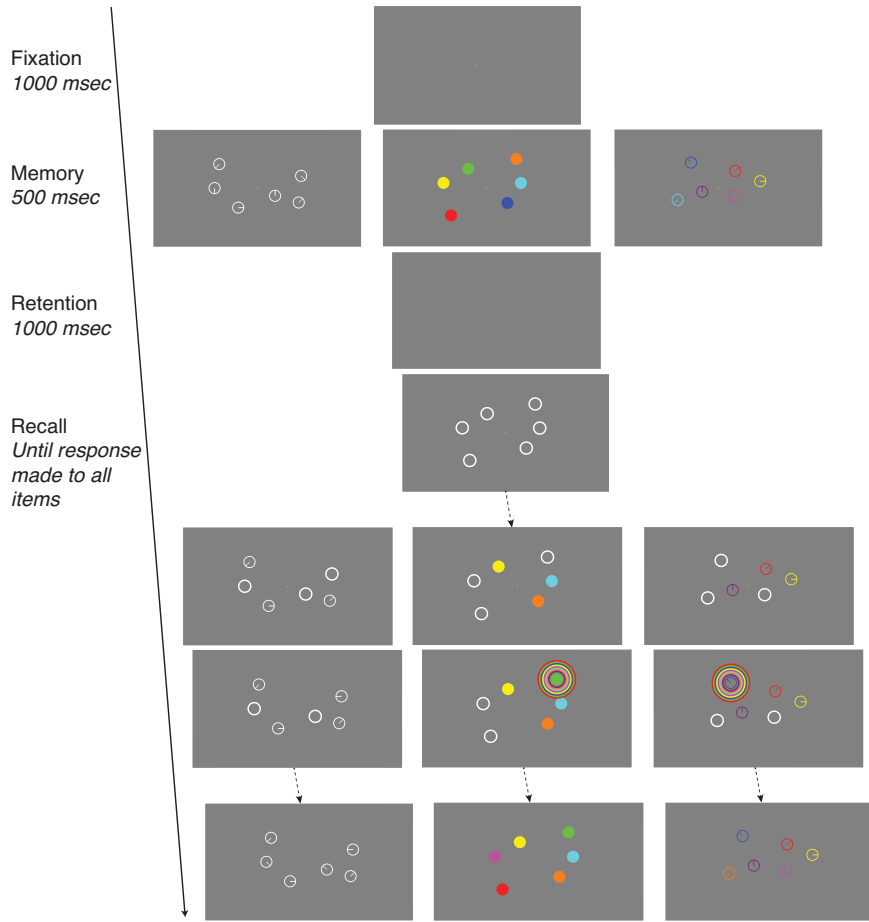 Fixation
1000 msec
Memory
500 msec
Retention
1000 msec
Recall
Until response
made to all
items